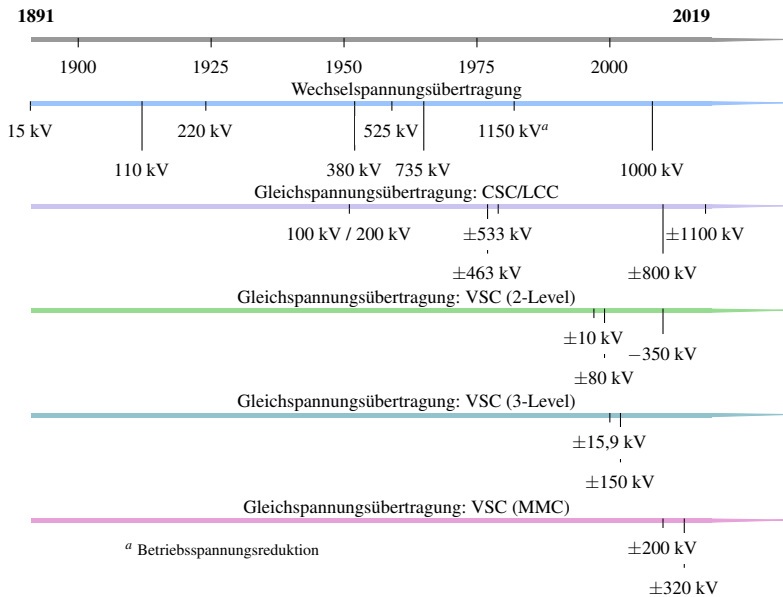 1891 2019
1900 1925 1950 1975 2000
Wechselspannungsübertragung
15 kV 220 kV 525 kV 1150 kVᵃ
110 kV 380 kV 735 kV 1000 kV
Gleichspannungsübertragung: CSC/LCC
100 kV / 200 kV ±533 kV ±1100 kV
±463 kV ±800 kV
Gleichspannungsübertragung: VSC (2-Level)
±10 kV
−350 kV
±80 kV
Gleichspannungsübertragung: VSC (3-Level)
±15,9 kV
±150 kV
Gleichspannungsübertragung: VSC (MMC)
ᵃ Betriebsspannungsreduktion ±200 kV
±320 kV